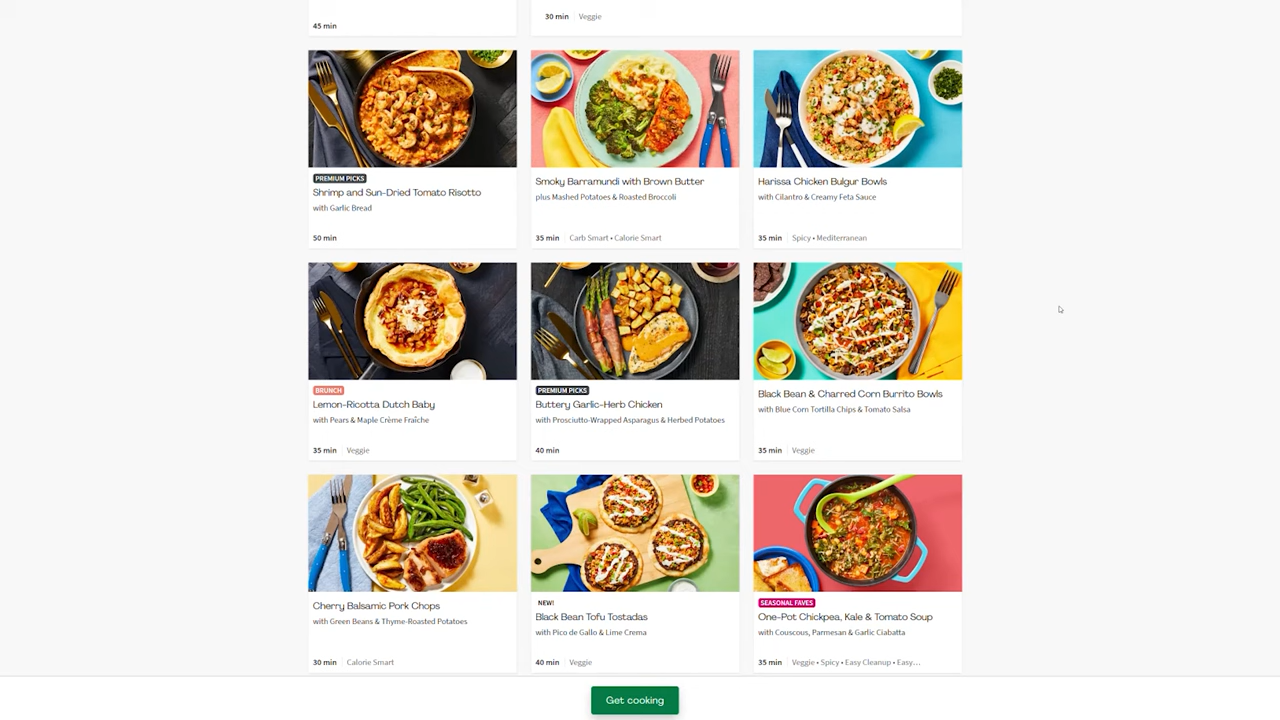 45 min
30 min Veggie
PREMIUM PICKS
Shrimp and Sun-Dried Tomato Risotto
with Garlic Bread
50 min
Smoky Barramundi with Brown Butter
plus Mashed Potatoes & Roasted Broccoli
35 min Carb Smart • Calorie Smart
Harissa Chicken Bulgur Bowls
with Cilantro & Creamy Feta Sauce
35 min Spicy • Mediterranean
BRUNCH
Lemon-Ricotta Dutch Baby
with Pears & Maple Crème Fraîche
35 min Veggie
PREMIUM PICKS
Buttery Garlic-Herb Chicken
with Prosciutto-Wrapped Asparagus & Herbed Potatoes
40 min
Black Bean & Charred Corn Burrito Bowls
with Blue Corn Tortilla Chips & Tomato Salsa
35 min Veggie
Cherry Balsamic Pork Chops
with Green Beans & Thyme-Roasted Potatoes
30 min Calorie Smart
NEW!
Black Bean Tofu Tostadas
with Pico de Gallo & Lime Crema
40 min Veggie
SEASONAL FAVES
One-Pot Chickpea, Kale & Tomato Soup
with Couscous, Parmesan & Garlic Ciabatta
35 min Veggie • Spicy • Easy Cleanup • Easy...
Get cooking